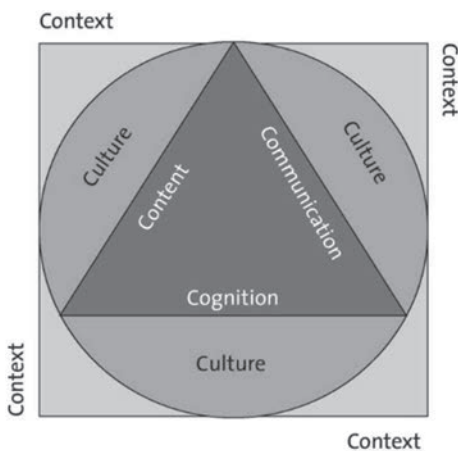 Context
Context
Culture
Culture
Content
Communication
Cognition
Culture
Context
Context